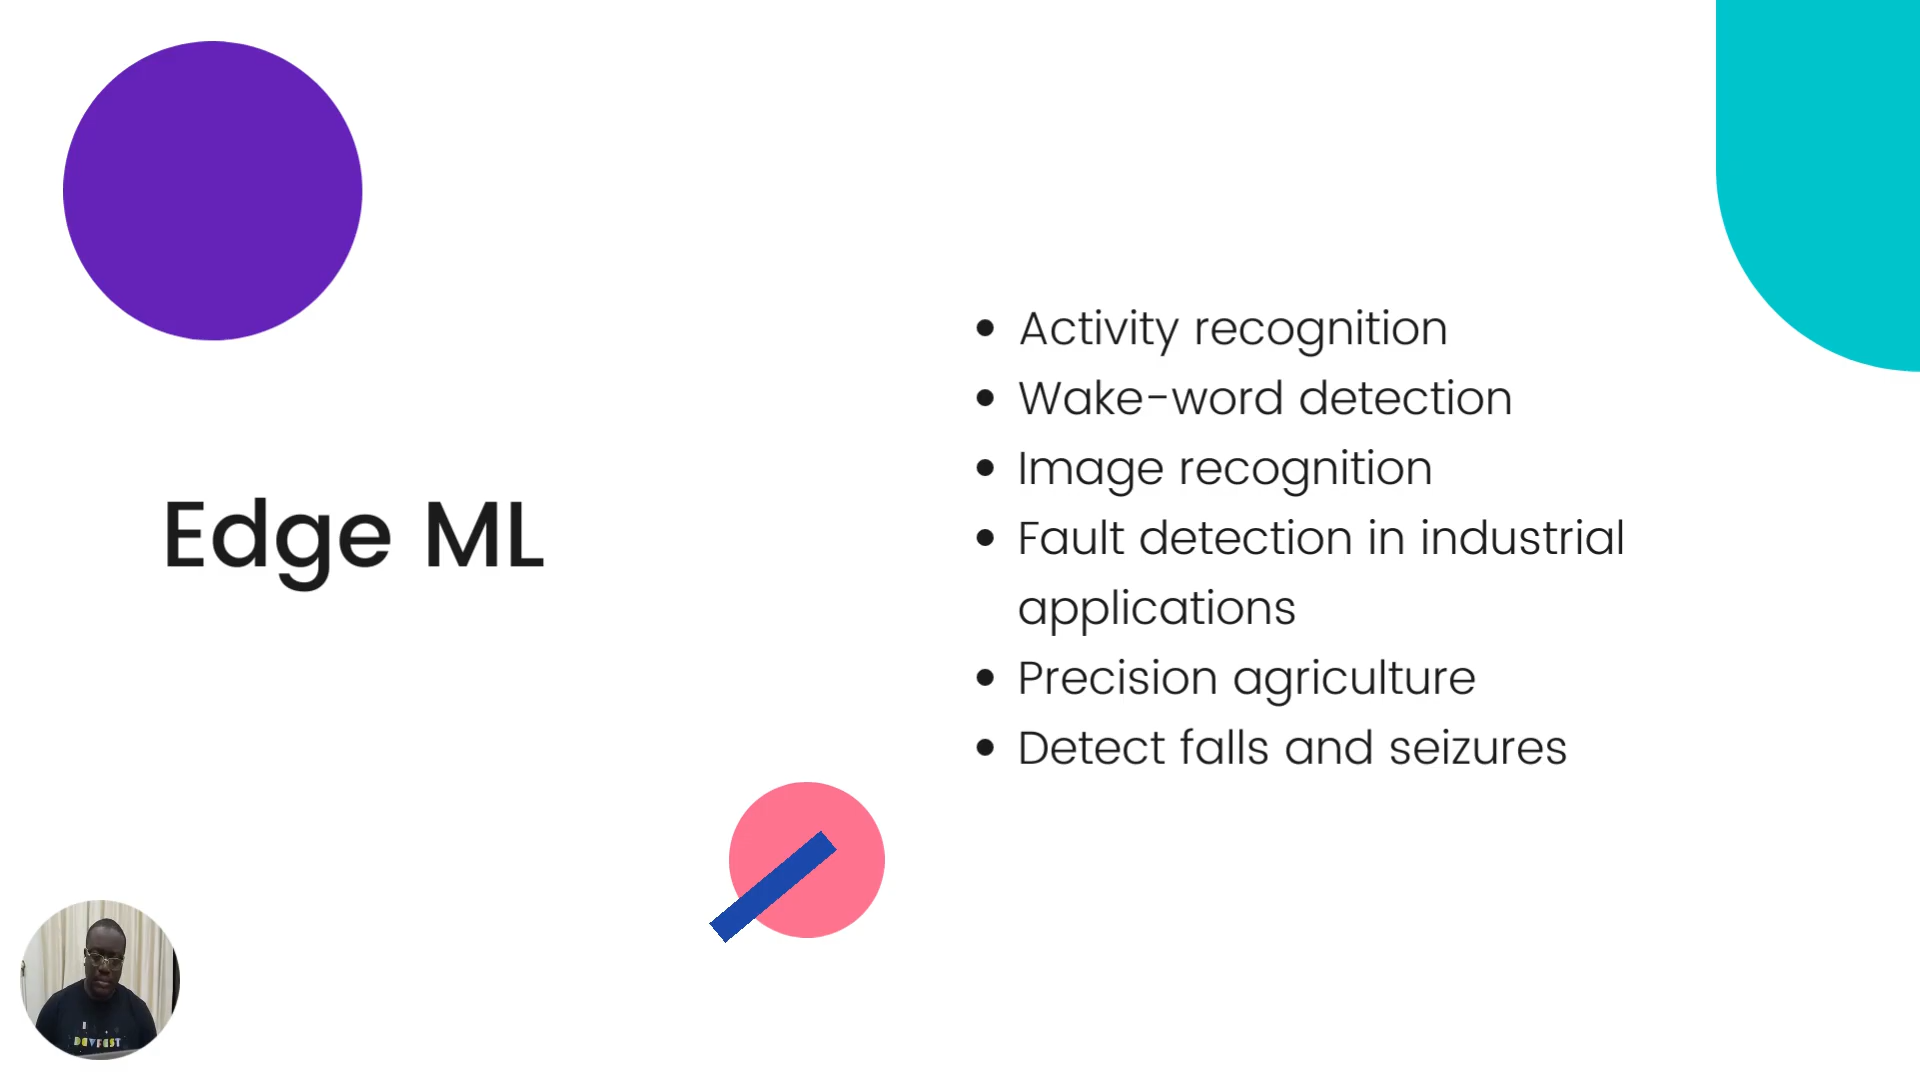 Edge ML
• Activity recognition
• Wake-word detection
• Image recognition
• Fault detection in industrial
applications
• Precision agriculture
• Detect falls and seizures
DEVFEST